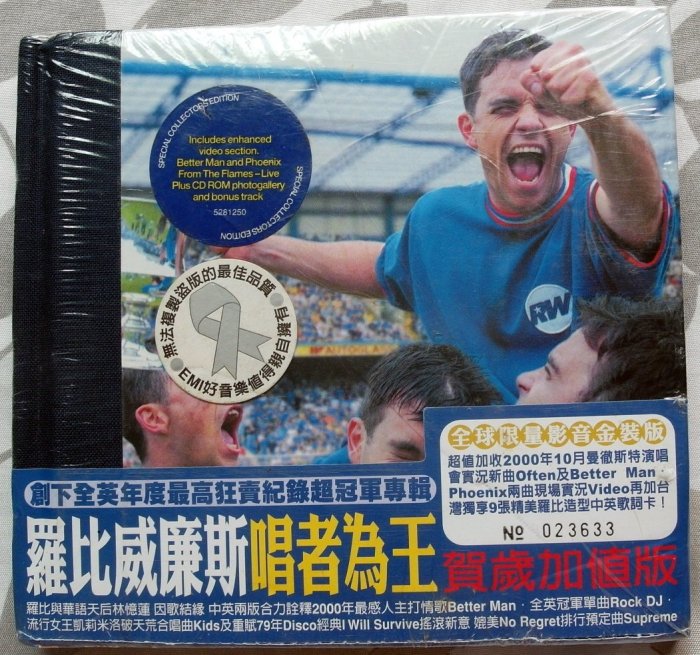 SPECIAL COLLECTORS EDITION
Includes enhanced
video section.
Better Man and Phoenix
From The Flames – Live
Plus CD ROM photogallery
and bonus track
5281250
SPECIAL COLLECTORS EDITION
無法複製盜版的最佳品質
EMI好音樂值得親自擁有
RW
AUTOGLASS
全球限量影音金裝版
超值加收2000年10月曼徹斯特演唱
會實況新曲Often及Better Man、
Phoenix兩曲現場實況Video再加台
灣獨享9張精美羅比造型中英歌詞卡！
№ 023633
創下全英年度最高狂賣紀錄超冠軍專輯
羅比威廉斯唱者為王賀歲加值版
羅比與華語天后林憶蓮 因歌結緣 中英兩版合力詮釋2000年最感人主打情歌Better Man．全英冠軍單曲Rock DJ．
流行女王凱莉米洛破天荒合唱曲Kids及重賦79年Disco經典I Will Survive搖滾新意 媲美No Regret排行預定曲Supreme